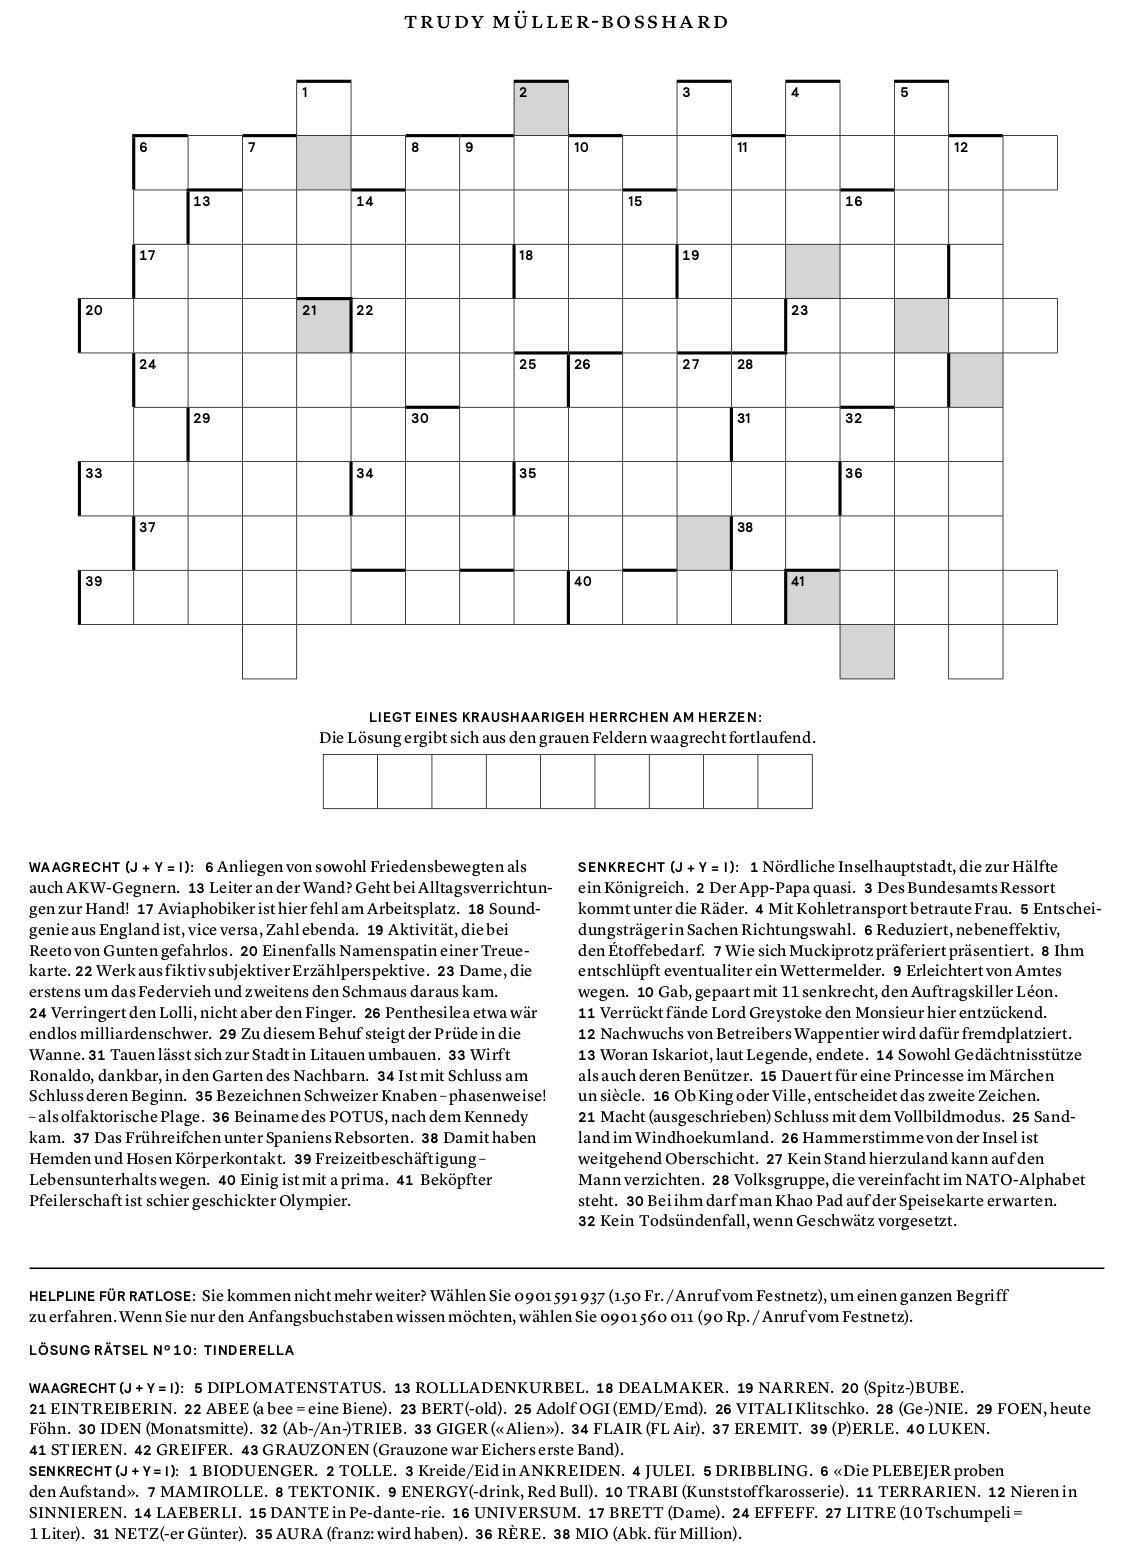 TRUDY MÜLLER-BOSSHARD
1 2 3 4 5
6 7 8 9 10 11 12
13 14 15 16
17 18 19
20 21 22 23
24 25 26 27 28
29 30 31 32
33 34 35 36
37 38
39 40 41
LIEGT EINES KRAUSHAARIGEH HERRCHEN AM HERZEN:
Die Lösung ergibt sich aus den grauen Feldern waagrecht fortlaufend.
WAAGRECHT (J + Y = I): 6 Anliegen von sowohl Friedensbewegten als
auch AKW-Gegnern. 13 Leiter an der Wand? Geht bei Alltagsverrichtun-
gen zur Hand! 17 Aviaphobiker ist hier fehl am Arbeitsplatz. 18 Sound-
genie aus England ist, vice versa, Zahl ebenda. 19 Aktivität, die bei
Reeto von Gunten gefahrlos. 20 Einenfalls Namenspatin einer Treue-
karte. 22 Werk aus fiktiv subjektiver Erzählperspektive. 23 Dame, die
erstens um das Federvieh und zweitens den Schmaus daraus kam.
24 Verringert den Lolli, nicht aber den Finger. 26 Penthesilea etwa wär
endlos milliardenschwer. 29 Zu diesem Behuf steigt der Prüde in die
Wanne. 31 Tauen lässt sich zur Stadt in Litauen umbauen. 33 Wirft
Ronaldo, dankbar, in den Garten des Nachbarn. 34 Ist mit Schluss am
Schluss deren Beginn. 35 Bezeichnen Schweizer Knaben – phasenweise!
– als olfaktorische Plage. 36 Beiname des POTUS, nach dem Kennedy
kam. 37 Das Frühreifchen unter Spaniens Rebsorten. 38 Damit haben
Hemden und Hosen Körperkontakt. 39 Freizeitbeschäftigung –
Lebensunterhalts wegen. 40 Einig ist mit a prima. 41 Beköpfter
Pfeilerschaft ist schier geschickter Olympier.
SENKRECHT (J + Y = I): 1 Nördliche Inselhauptstadt, die zur Hälfte
ein Königreich. 2 Der App-Papa quasi. 3 Des Bundesamts Ressort
kommt unter die Räder. 4 Mit Kohletransport betraute Frau. 5 Entschei-
dungsträger in Sachen Richtungswahl. 6 Reduziert, nebeneffektiv,
den Étoffebedarf. 7 Wie sich Muckiprotz präferiert präsentiert. 8 Ihm
entschlüpft eventualiter ein Wettermelder. 9 Erleichtert von Amtes
wegen. 10 Gab, gepaart mit 11 senkrecht, den Auftragskiller Léon.
11 Verrückt fände Lord Greystoke den Monsieur hier entzückend.
12 Nachwuchs von Betreibers Wappentier wird dafür fremdplatziert.
13 Woran Iskariot, laut Legende, endete. 14 Sowohl Gedächtnisstütze
als auch deren Benützer. 15 Dauert für eine Princesse im Märchen
un siècle. 16 Ob King oder Ville, entscheidet das zweite Zeichen.
21 Macht (ausgeschrieben) Schluss mit dem Vollbildmodus. 25 Sand-
land im Windhoekumland. 26 Hammerstimme von der Insel ist
weitgehend Oberschicht. 27 Kein Stand hierzuland kann auf den
Mann verzichten. 28 Volksgruppe, die vereinfacht im NATO-Alphabet
steht. 30 Bei ihm darf man Khao Pad auf der Speisekarte erwarten.
32 Kein Todsündenfall, wenn Geschwätz vorgesetzt.
HELPLINE FÜR RATLOSE: Sie kommen nicht mehr weiter? Wählen Sie 0901 591 937 (1.50 Fr. / Anruf vom Festnetz), um einen ganzen Begriff
zu erfahren. Wenn Sie nur den Anfangsbuchstaben wissen möchten, wählen Sie 0901 560 011 (90 Rp. / Anruf vom Festnetz).
LÖSUNG RÄTSEL Nº 10: TINDERELLA
WAAGRECHT (J + Y = I): 5 DIPLOMATENSTATUS. 13 ROLLLADENKURBEL. 18 DEALMAKER. 19 NARREN. 20 (Spitz-)BUBE.
21 EINTREIBERIN. 22 ABEE (a bee = eine Biene). 23 BERT(-old). 25 Adolf OGI (EMD/Emd). 26 VITALI Klitschko. 28 (Ge-)NIE. 29 FOEN, heute
Föhn. 30 IDEN (Monatsmitte). 32 (Ab-/An-)TRIEB. 33 GIGER («Alien»). 34 FLAIR (FL Air). 37 EREMIT. 39 (P)ERLE. 40 LUKEN.
41 STIEREN. 42 GREIFER. 43 GRAUZONEN (Grauzone war Eichers erste Band).
SENKRECHT (J + Y = I): 1 BIODUENGER. 2 TOLLE. 3 Kreide/Eid in ANKREIDEN. 4 JULEI. 5 DRIBBLING. 6 «Die PLEBEJER proben
den Aufstand». 7 MAMIROLLE. 8 TEKTONIK. 9 ENERGY(-drink, Red Bull). 10 TRABI (Kunststoffkarosserie). 11 TERRARIEN. 12 Nieren in
SINNIEREN. 14 LAEBERLI. 15 DANTE in Pe-dante-rie. 16 UNIVERSUM. 17 BRETT (Dame). 24 EFFEFF. 27 LITRE (10 Tschumpeli =
1 Liter). 31 NETZ(-er Günter). 35 AURA (franz: wird haben). 36 RÈRE. 38 MIO (Abk. für Million).